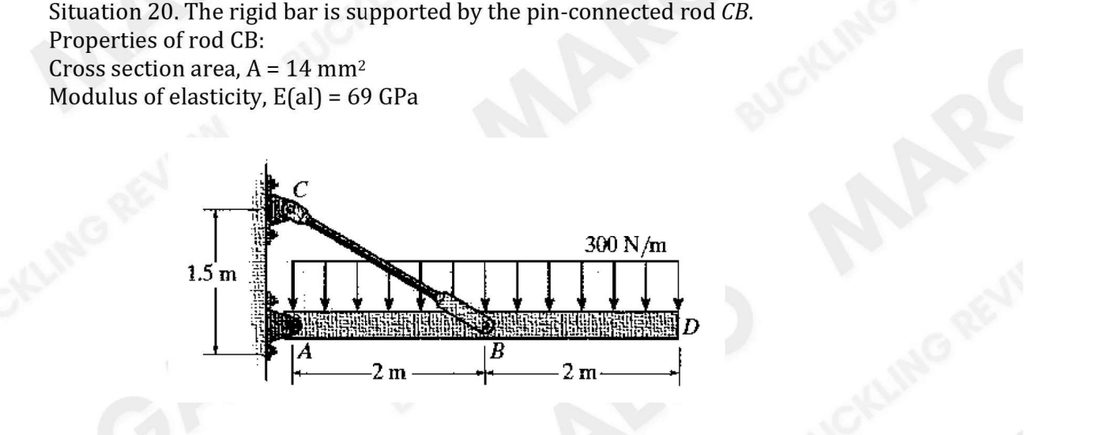 Situation 20. The rigid bar is supported by the pin-connected rod CB.
Properties of rod CB:
Cross section area, A = 14 mm²
Modulus of elasticity, E(al) = 69 GPa
C
300 N/m
1.5 m
D
A
B
2 m
2 m